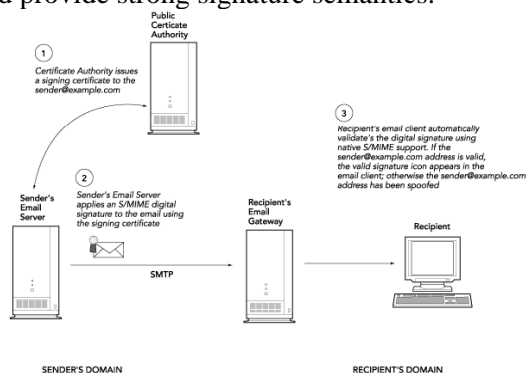 d provide strong signature semantics.
Public
Certicate
Authority
1
Certificate Authority issues
a signing certificate to the
sender@example.com
3
Recipient's email client automatically
validate's the digital signature using
native S/MIME support. If the
sender@example.com address is valid,
the valid signature icon appears in the
email client; otherwise the sender@example.com
address has been spoofed
2
Sender's Email Server
applies an S/MIME digital
signature to the email using
the signing certificate
Sender's
Email
Server
Recipient's
Email
Gateway
Recipient
SMTP
SENDER'S DOMAIN
RECIPIENT'S DOMAIN